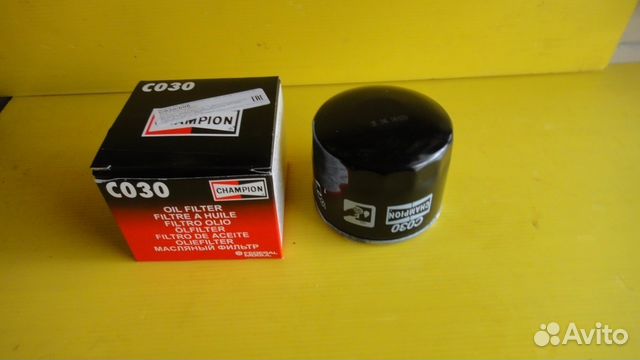 C030
CHAMPION
C030
CHAMPION
OIL FILTER
FILTRE A HUILE
FILTRO OLIO
ÖLFILTER
FILTRO DE ACEITE
OLIEFILTER
МАСЛЯНЫЙ ФИЛЬТР
FEDERAL
MOGUL
C030
CHAMPION
Avito